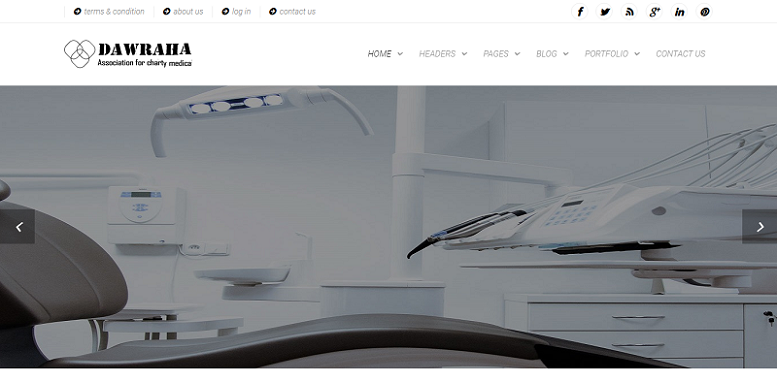 terms & condition about us log in contact us
DAWRAHA
Association for charty medical
HOME HEADERS PAGES BLOG PORTFOLIO CONTACT US